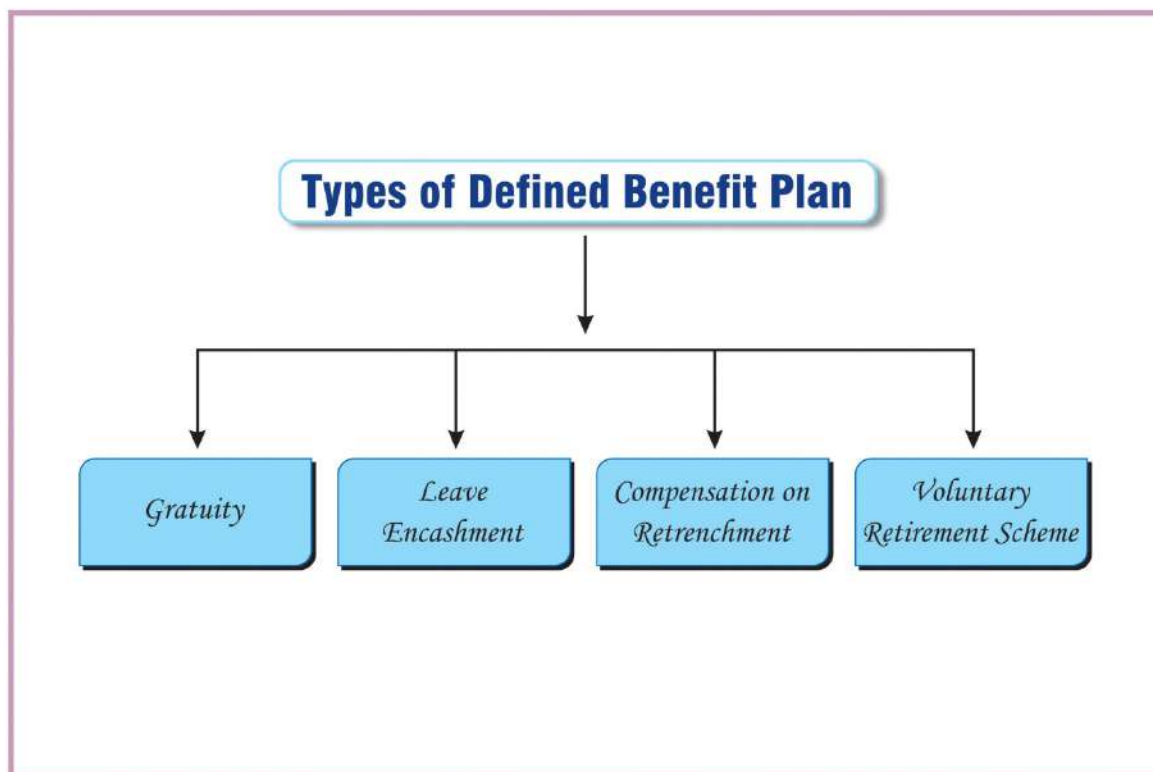 Types of Defined Benefit Plan
Gratuity
Leave
Encashment
Compensation on
Retrenchment
Voluntary
Retirement Scheme